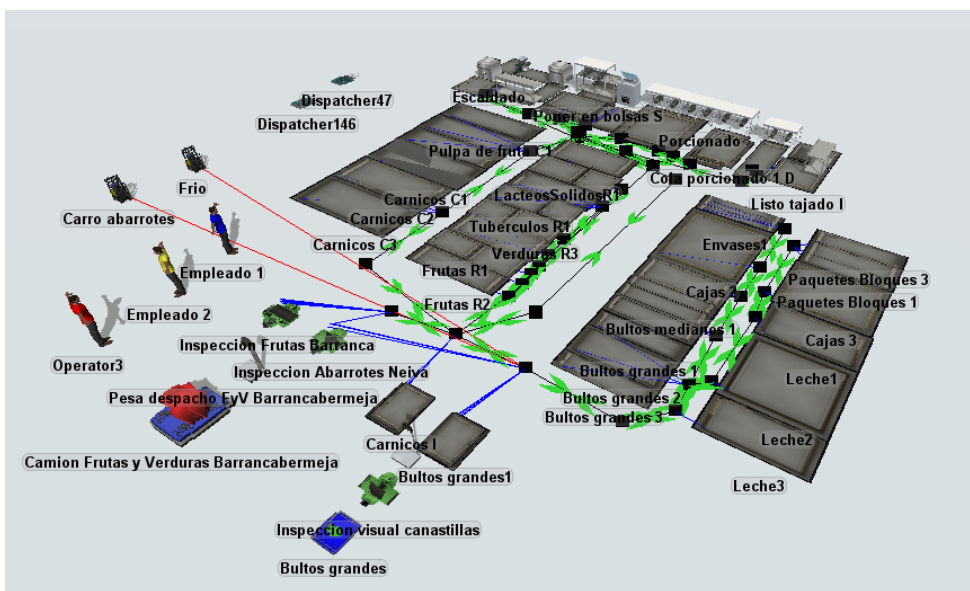 Dispatcher47
Dispatcher146
Escaldado
Poner en bolsas S
Porcionado
Pulpa de fruta C1
Cola porcionado 1 D
Frio
Carro abarrotes
Carnicos C1
Carnicos C2
Carnicos C3
LacteosSolidosR1
Tuberculos R1
Verduras R3
Frutas R1
Frutas R2
Listo tajado I
Envases1
Cajas 2
Paquetes Bloques 3
Paquetes Bloques 1
Bultos medianos 1
Cajas 3
Empleado 1
Empleado 2
Operator3
Inspeccion Frutas Barranca
Inspeccion Abarrotes Neiva
Pesa despacho FyV Barrancabermeja
Bultos grandes 1
Bultos grandes 2
Bultos grandes 3
Leche1
Leche2
Leche3
Carnicos I
Camion Frutas y Verduras Barrancabermeja
Bultos grandes1
Inspeccion visual canastillas
Bultos grandes